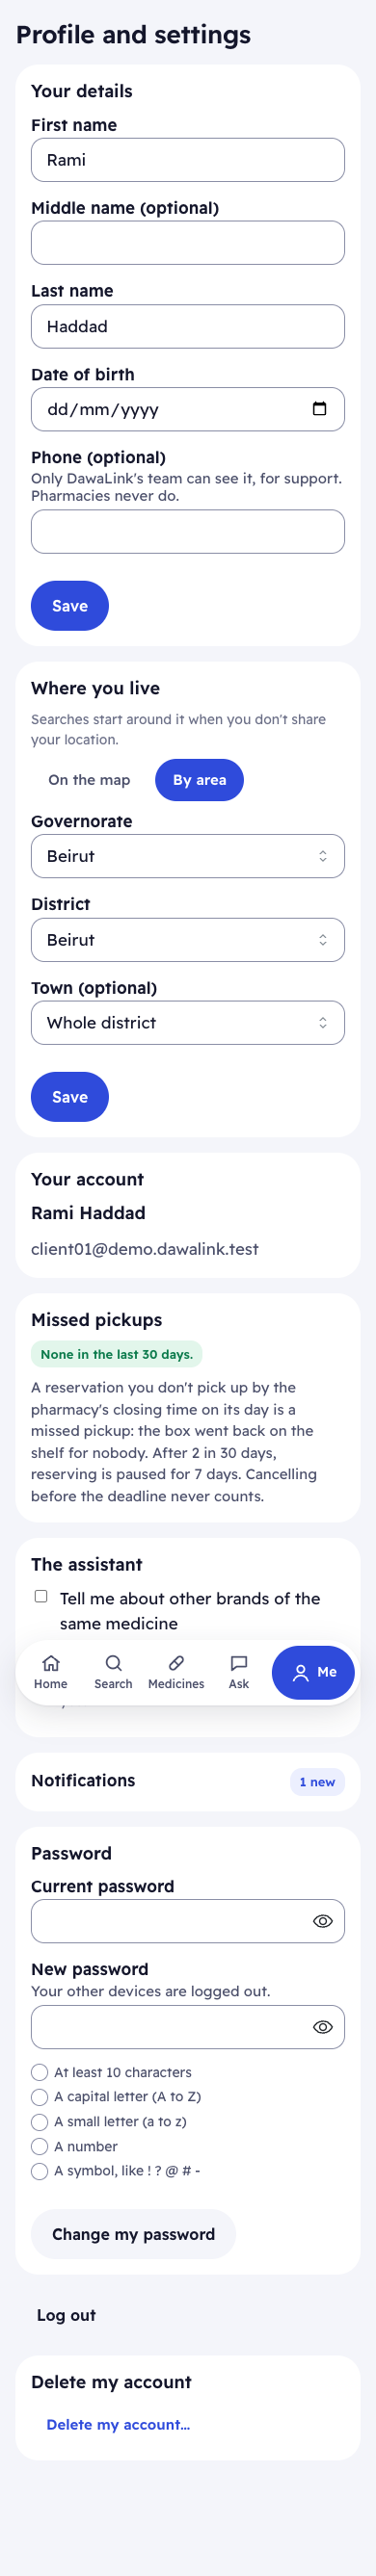 Profile and settings
Your details
First name
Rami
Middle name (optional)
Last name
Haddad
Date of birth
dd/mm/yyyy
Phone (optional)
Only DawaLink's team can see it, for support.
Pharmacies never do.
Save
Where you live
Searches start around it when you don't share
your location.
On the map
By area
Governorate
Beirut
District
Beirut
Town (optional)
Whole district
Save
Your account
Rami Haddad
client01@demo.dawalink.test
Missed pickups
None in the last 30 days.
A reservation you don't pick up by the
pharmacy's closing time on its day is a
missed pickup: the box went back on the
shelf for nobody. After 2 in 30 days,
reserving is paused for 7 days. Cancelling
before the deadline never counts.
The assistant
Tell me about other brands of the
same medicine
Home
Search
Medicines
Ask
Me
Notifications
1 new
Password
Current password
New password
Your other devices are logged out.
At least 10 characters
A capital letter (A to Z)
A small letter (a to z)
A number
A symbol, like ! ? @ # -
Change my password
Log out
Delete my account
Delete my account...